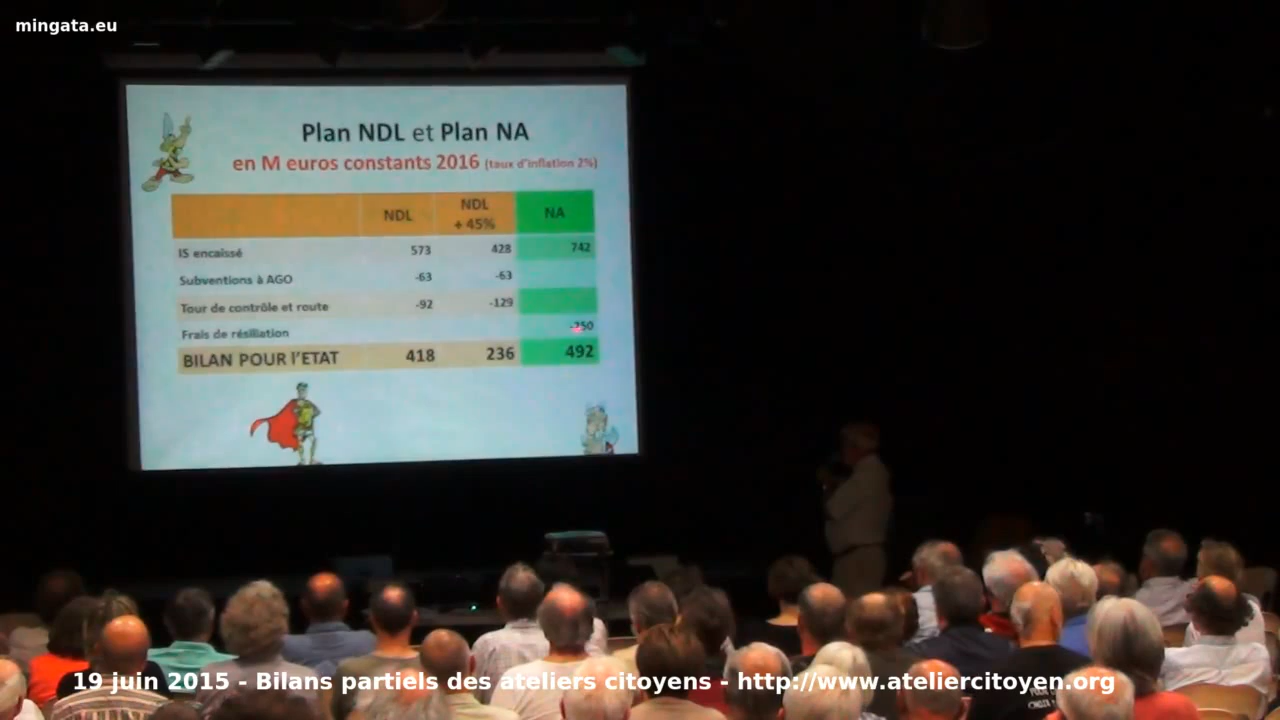 mingata.eu
Plan NDL et Plan NA
en M euros constants 2016 (taux d'inflation 2%)
NDL NDL + 45% NA
IS encaissé 573 428 742
Subventions à AGO -63 -63
Tour de contrôle et route -92 -129
Frais de résiliation -250
BILAN POUR l'ETAT 418 236 492
19 juin 2015 - Bilans partiels des ateliers citoyens - http://www.ateliercitoyen.org